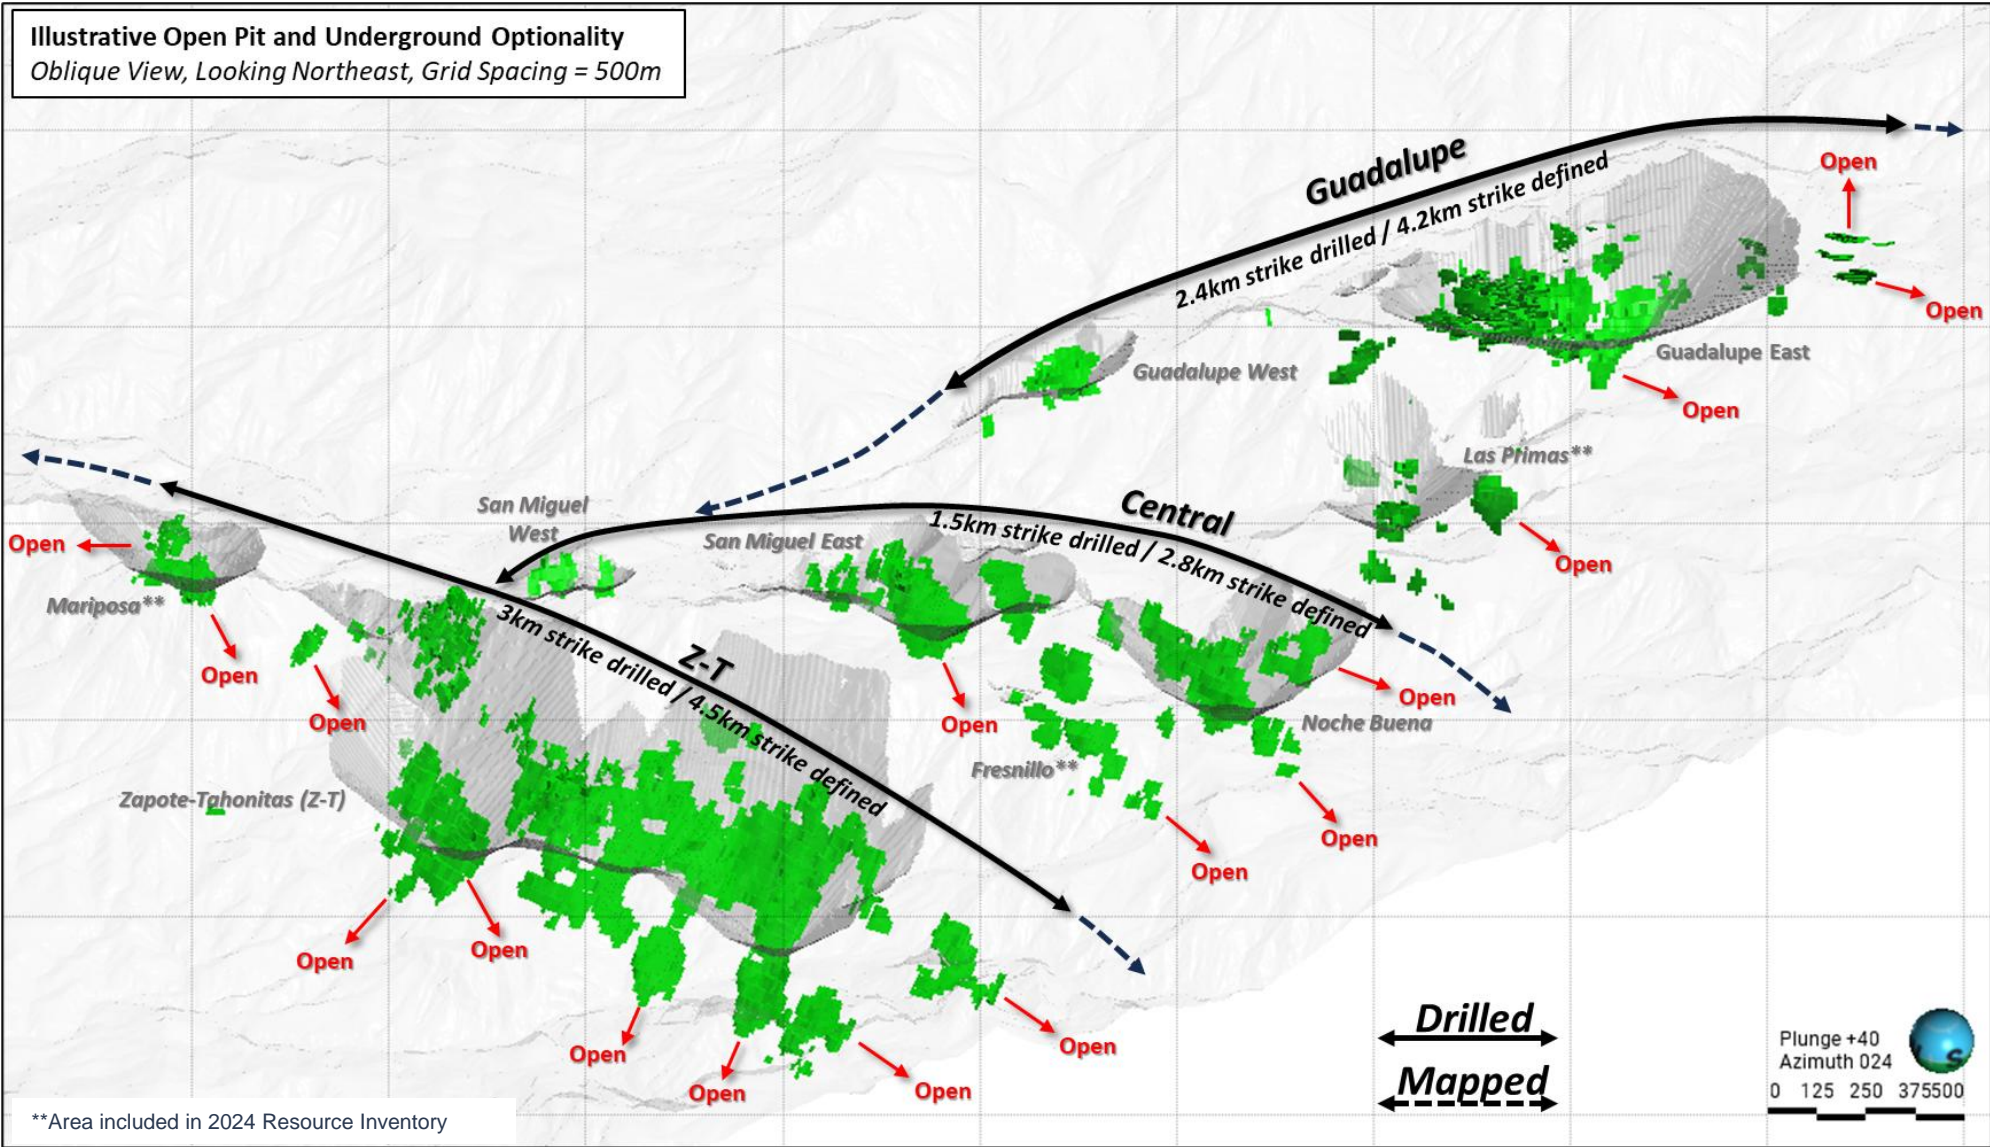 Illustrative Open Pit and Underground Optionality
Oblique View, Looking Northeast, Grid Spacing = 500m
Guadalupe
2.4km strike drilled / 4.2km strike defined
Open
Open
Guadalupe East
Open
Guadalupe West
Las Primas**
Open
Central
1.5km strike drilled / 2.8km strike defined
San Miguel
West
San Miguel East
Open
Mariposa**
Open
Open
Z-T
3km strike drilled / 4.5km strike defined
Open
Open
Noche Buena
Fresnillo**
Open
Open
Zapote-Tahonitas (Z-T)
Open
Open
Open
Open
Open
Open
Drilled
Mapped
Plunge +40
Azimuth 024
S
0 125 250 375500
**Area included in 2024 Resource Inventory